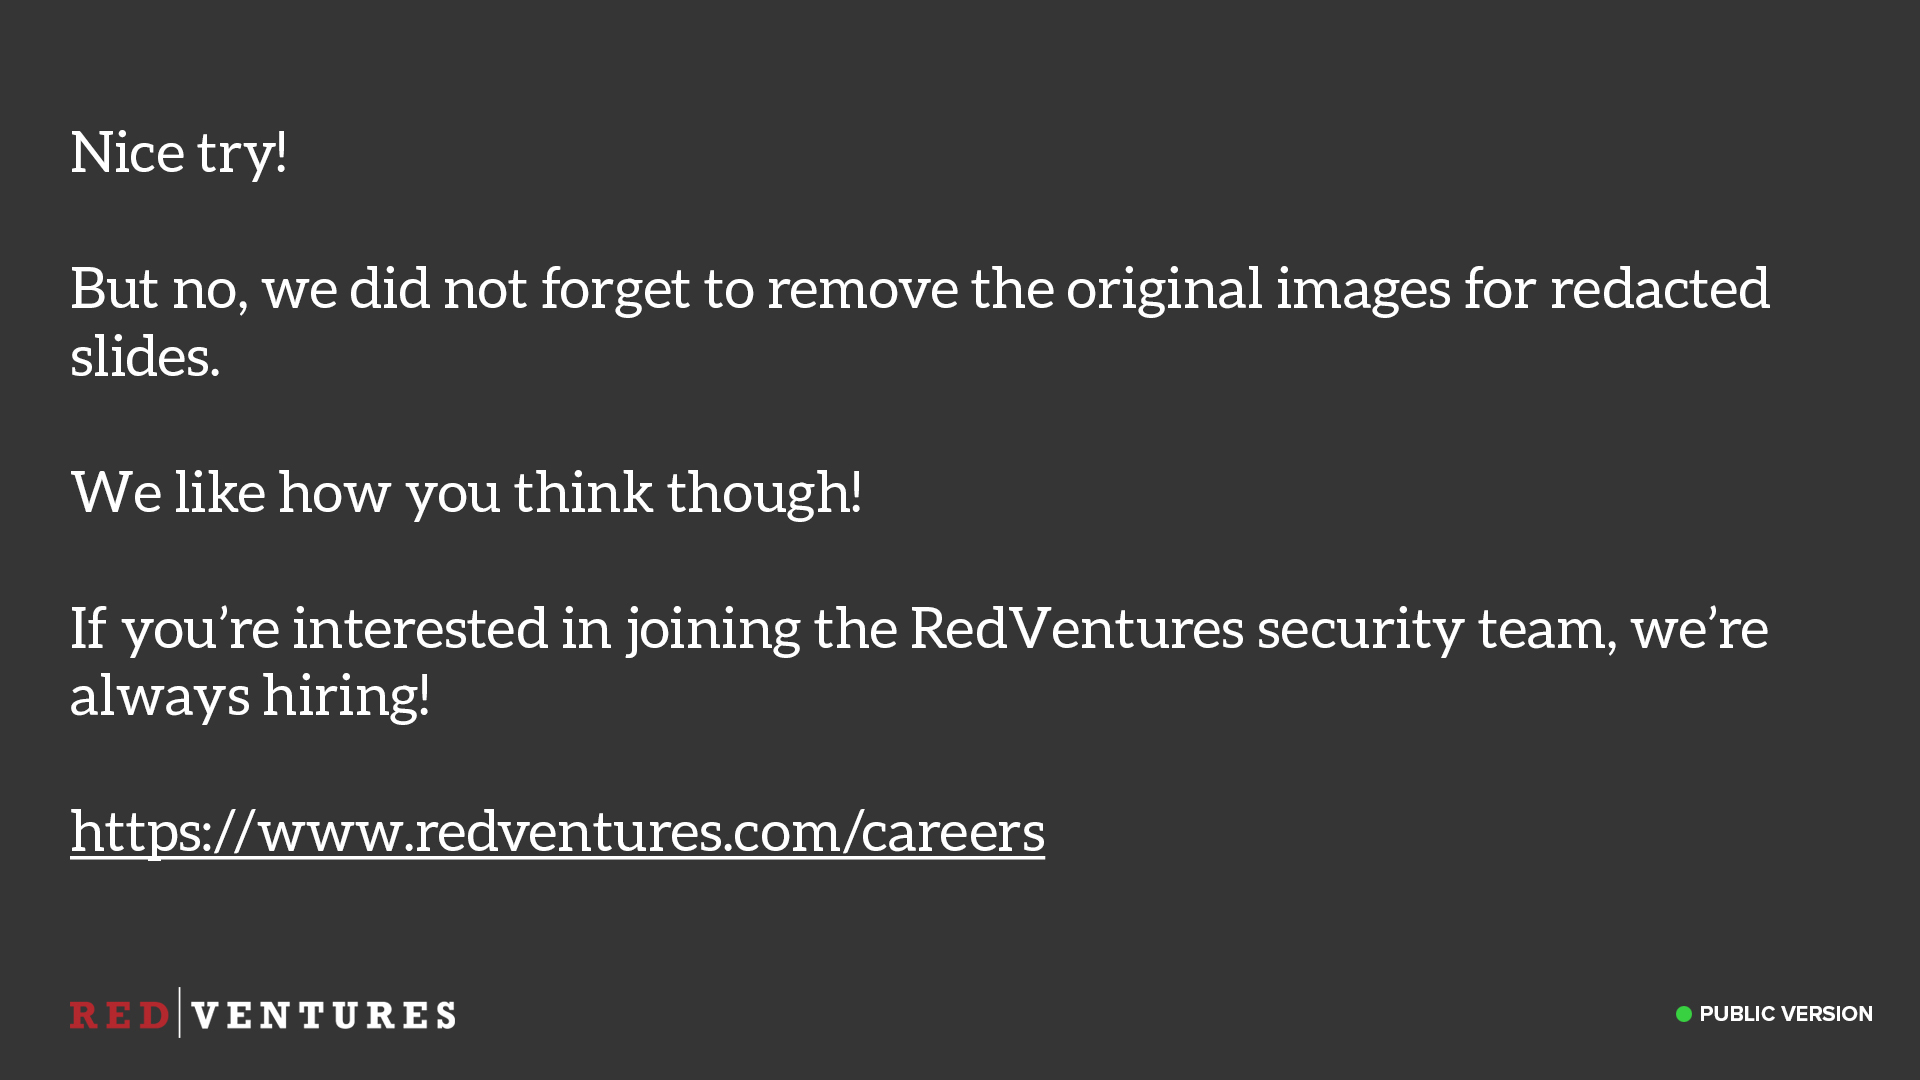 Nice try!
But no, we did not forget to remove the original images for redacted
slides.
We like how you think though!
If you’re interested in joining the RedVentures security team, we’re
always hiring!
https://www.redventures.com/careers
RED VENTURES
PUBLIC VERSION